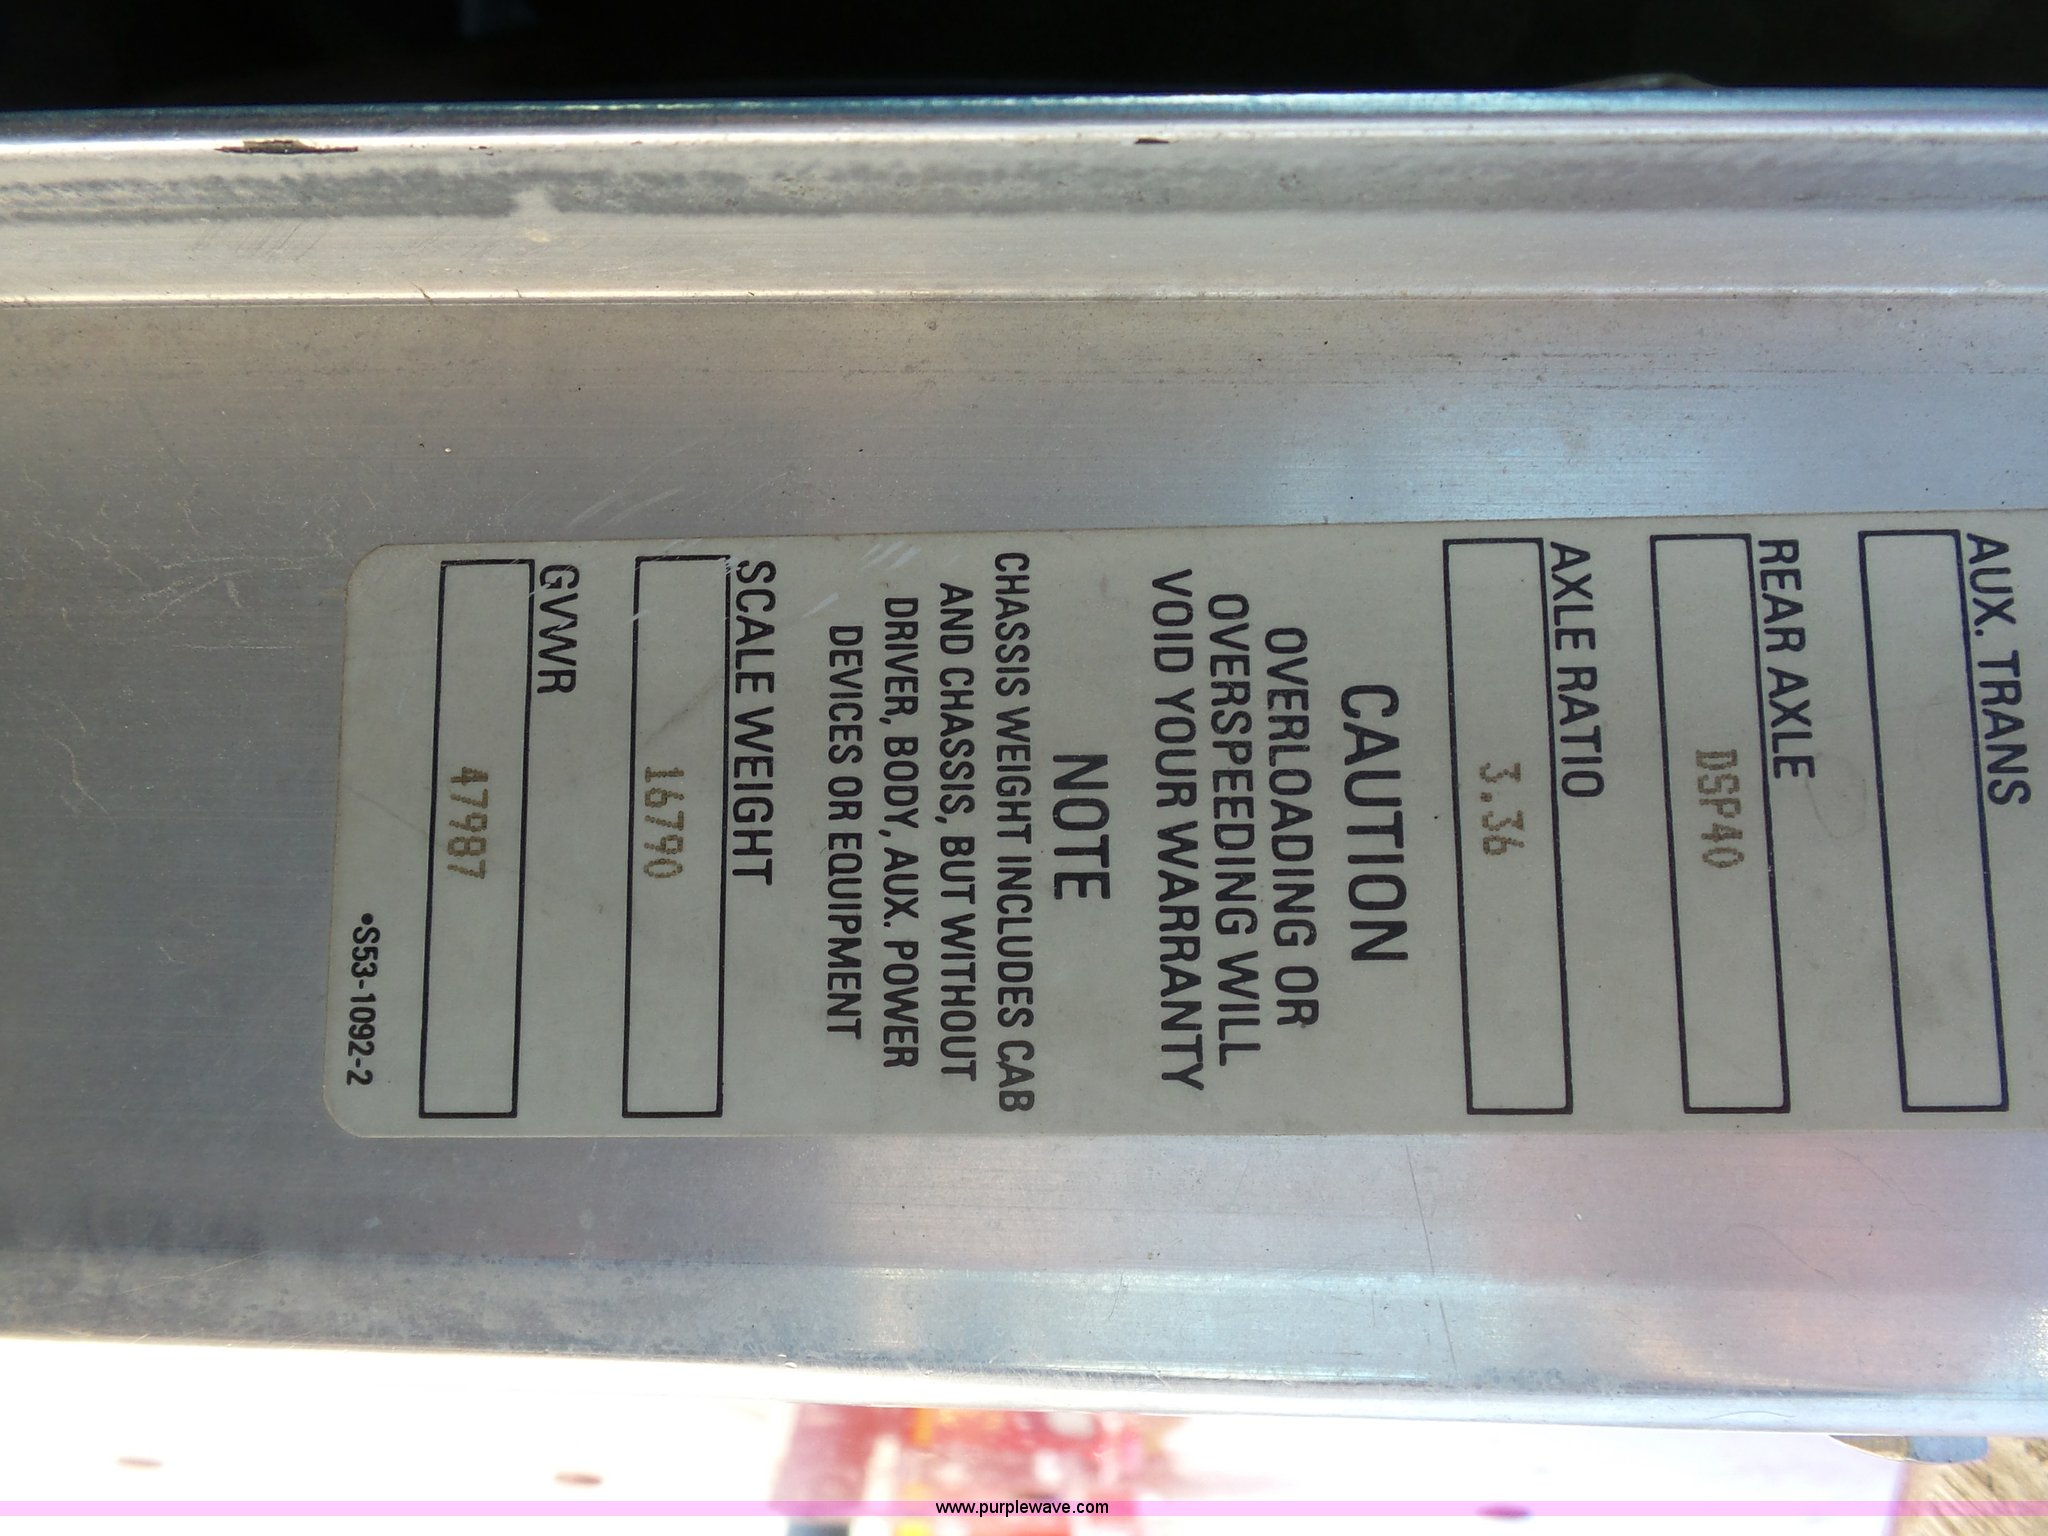 AUX. TRANS
REAR AXLE
DSP40
AXLE RATIO
3.36
CAUTION
OVERLOADING OR
OVERSPEEDING WILL
VOID YOUR WARRANTY
NOTE
CHASSIS WEIGHT INCLUDES CAB
AND CHASSIS, BUT WITHOUT
DRIVER, BODY, AUX. POWER
DEVICES OR EQUIPMENT
SCALE WEIGHT
16790
GVWR
47987
•S53-1092-2
www.purplewave.com